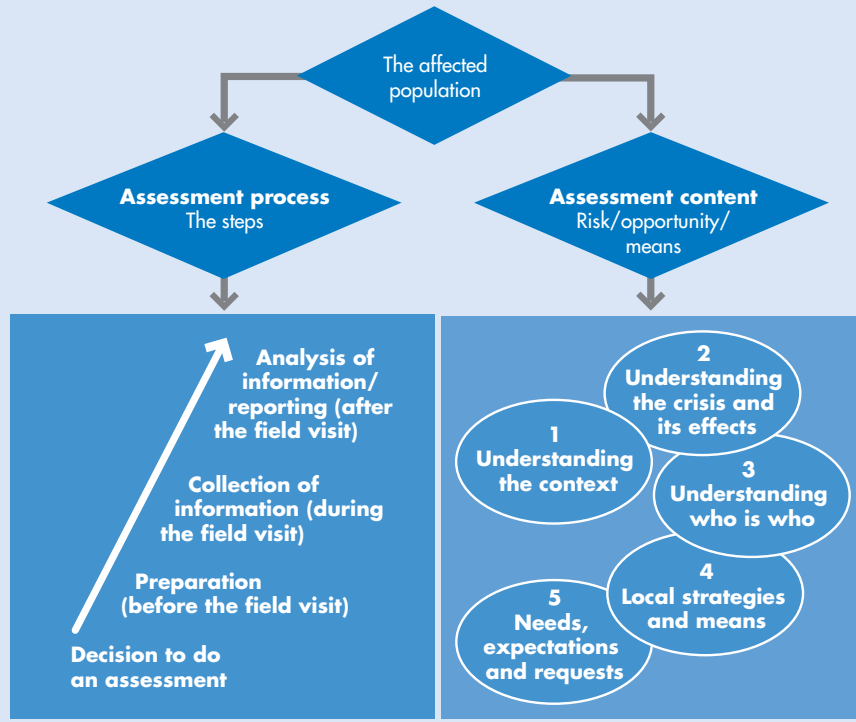 The affected
population
Assessment process
The steps
Assessment content
Risk/opportunity/
means
Analysis of
information/
reporting (after
the field visit)
Collection of
information (during
the field visit)
Preparation
(before the field visit)
Decision to do
an assessment
1
Understanding
the context
2
Understanding
the crisis and
its effects
3
Understanding
who is who
4
Local strategies
and means
5
Needs,
expectations
and requests